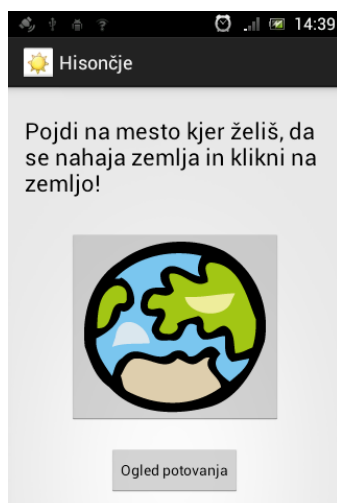 14:39
Hisončje
Pojdi na mesto kjer želiš, da
se nahaja zemlja in klikni na
zemljo!
Ogled potovanja